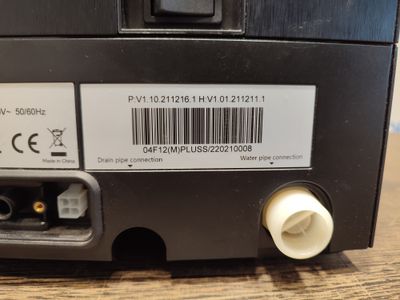 P:V1.10.211216.1 H:V1.01.211211.1
~ 50/60Hz
04F12(M)PLUSS/220210008
CE
Made in China
Drain pipe connection
Water pipe connection